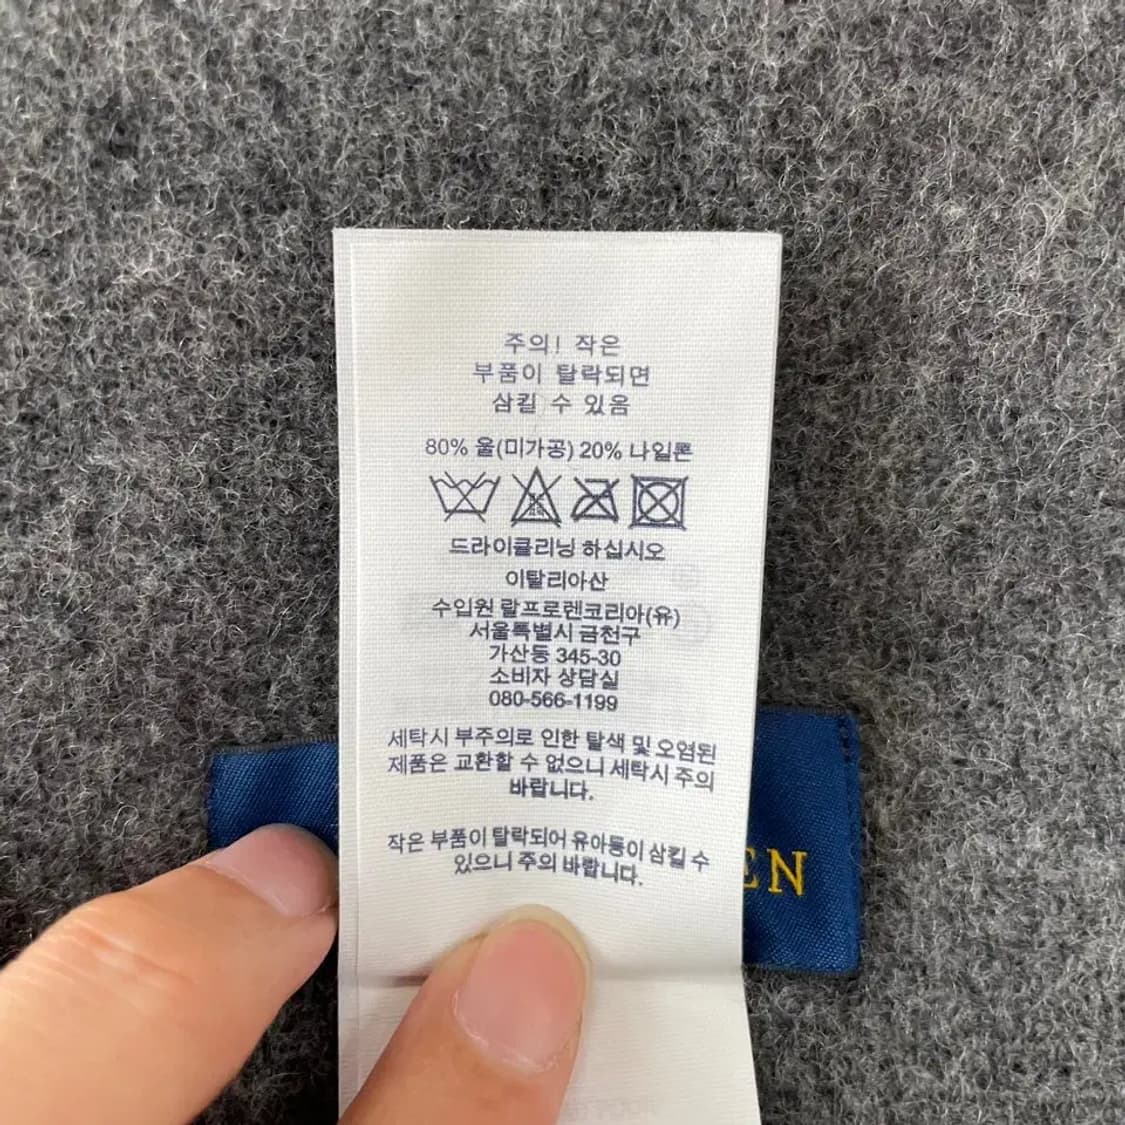 주의! 작은
부품이 탈락되면
삼킬 수 있음
80% 울(미가공) 20% 나일론
드라이클리닝 하십시오
이탈리아산
수입원 랄프로렌코리아(유)
서울특별시 금천구
가산동 345-30
소비자 상담실
080-566-1199
세탁시 부주의로 인한 탈색 및 오염된
제품은 교환할 수 없으니 세탁시 주의
바랍니다.
작은 부품이 탈락되어 유아동이 삼킬 수
있으니 주의 바랍니다.
EN